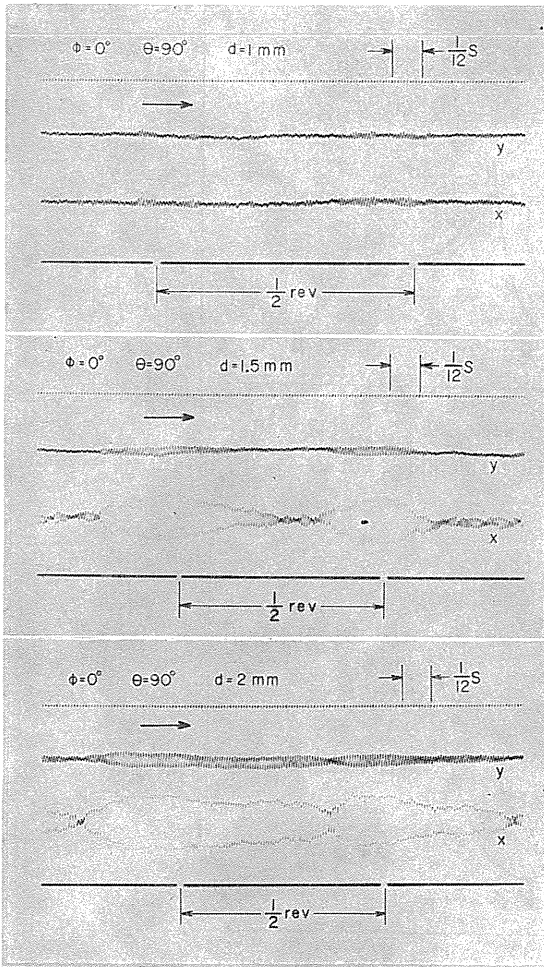 Φ = 0° Θ=90° d=1 mm 1/12 S
y
x
1/2 rev
Φ = 0° Θ=90° d=1.5 mm 1/12 S
y
x
1/2 rev
Φ=0° Θ=90° d=2 mm 1/12 S
y
x
1/2 rev